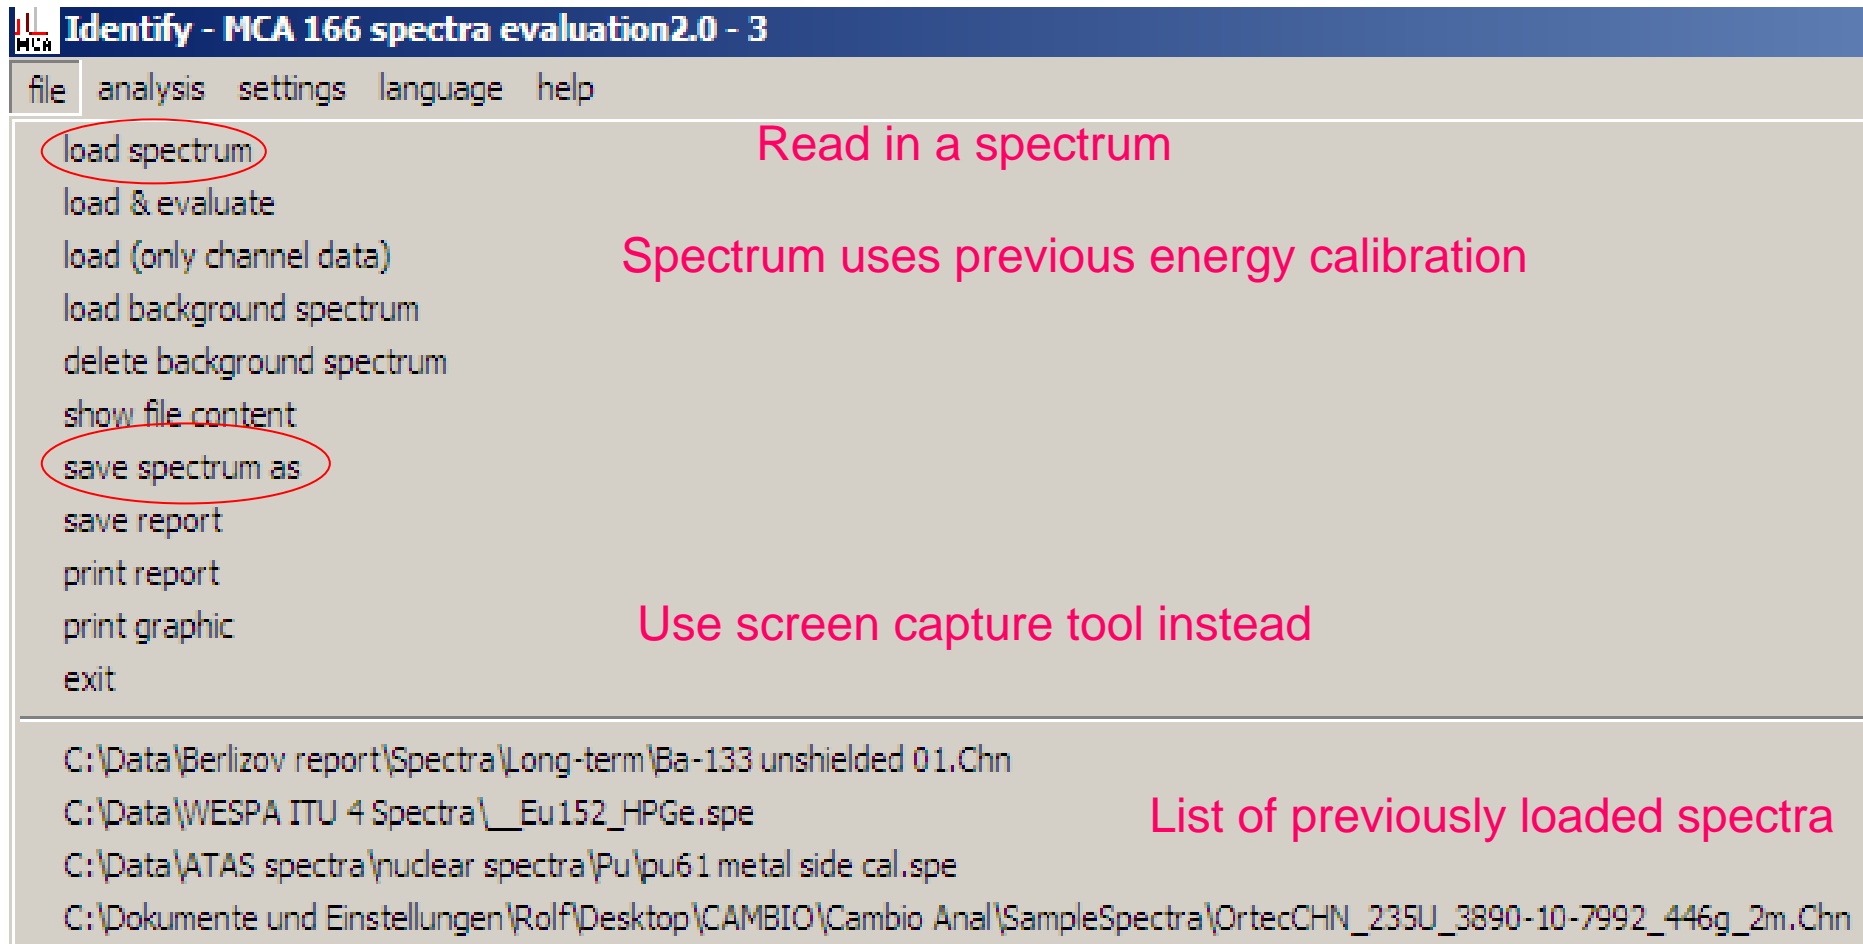 MCA Identify - MCA 166 spectra evaluation2.0 - 3
file analysis settings language help
load spectrum Read in a spectrum
load & evaluate
load (only channel data) Spectrum uses previous energy calibration
load background spectrum
delete background spectrum
show file content
save spectrum as
save report
print report
print graphic Use screen capture tool instead
exit
C:\Data\Berlizov report\Spectra\Long-term\Ba-133 unshielded 01.Chn
C:\Data\WESPA ITU 4 Spectra\__Eu152_HPGe.spe List of previously loaded spectra
C:\Data\ATAS spectra\nuclear spectra\Pu\pu61 metal side cal.spe
C:\Dokumente und Einstellungen\Rolf\Desktop\CAMBIO\Cambio Anal\SampleSpectra\OrtecCHN_235U_3890-10-7992_446g_2m.Chn